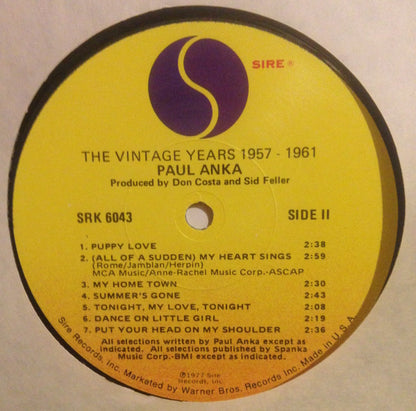 SIRE®
THE VINTAGE YEARS 1957 - 1961
PAUL ANKA
Produced by Don Costa and Sid Feller
SRK 6043 SIDE II
1. PUPPY LOVE 2:38
2. (ALL OF A SUDDEN) MY HEART SINGS 2:59
(Rome/Jamblan/Herpin)
MCA Music/Anne-Rachel Music Corp.-ASCAP
3. MY HOME TOWN 2:30
4. SUMMER'S GONE 2:43
5. TONIGHT, MY LOVE, TONIGHT 2:08
6. DANCE ON LITTLE GIRL 2:19
7. PUT YOUR HEAD ON MY SHOULDER 2:36
All selections written by Paul Anka except as
indicated. All selections published by Spanka
Music Corp.-BMI except as indicated.
©1977 Sire
Records, Inc.
Sire Records, Inc. Marketed by Warner Bros. Records Inc. Made in U.S.A.